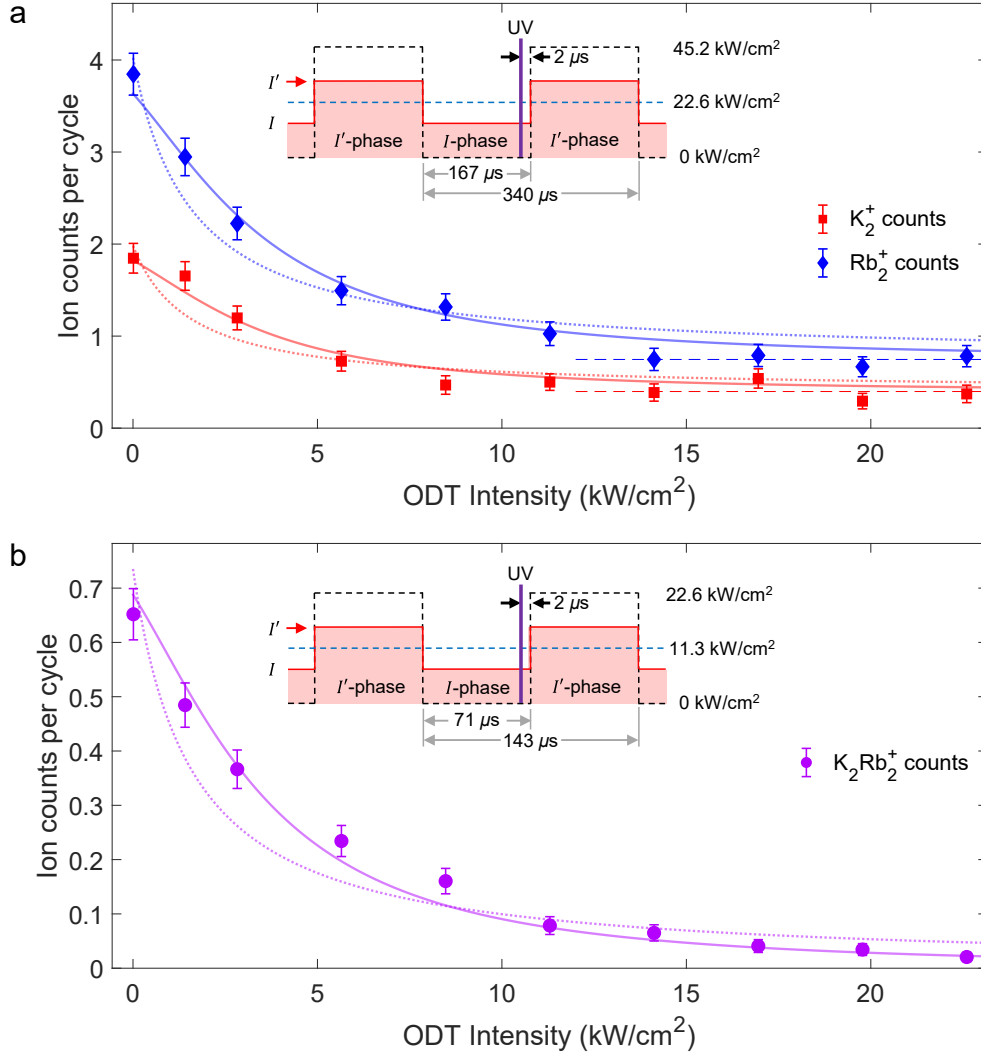 a
UV
2 µs
45.2 kW/cm²
I′
22.6 kW/cm²
I
I′-phase
I-phase
I′-phase
0 kW/cm²
167 µs
340 µs
K₂⁺ counts
Rb₂⁺ counts
Ion counts per cycle
4
3
2
1
0
0 5 10 15 20
ODT Intensity (kW/cm²)
b
UV
2 µs
22.6 kW/cm²
I′
11.3 kW/cm²
I
I′-phase
I-phase
I′-phase
0 kW/cm²
71 µs
143 µs
K₂Rb₂⁺ counts
Ion counts per cycle
0.7
0.6
0.5
0.4
0.3
0.2
0.1
0
0 5 10 15 20
ODT Intensity (kW/cm²)